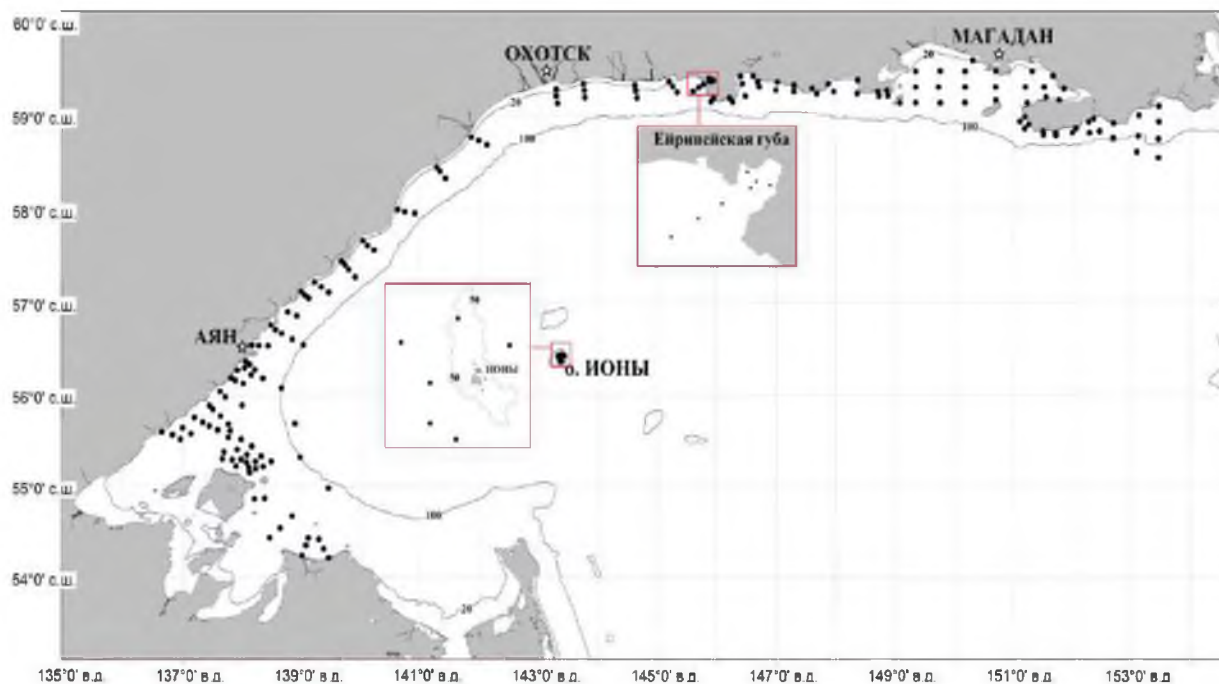 60°0' с.ш.
59°0' с.ш.
58°0' с.ш.
57°0' с.ш.
56°0' с.ш.
55°0' с.ш.
54°0' с.ш.
ОХОТСК
МАГАДАН
20
20
100
100
Ейринейская губа
50
50
ИОНЫ
АЯН
о. ИОНЫ
100
20
135°0' в.д. 137°0' в.д. 139°0' в.д. 141°0' в.д. 143°0' в.д. 145°0' в.д. 147°0' в.д. 149°0' в.д. 151°0' в.д. 153°0' в.д.